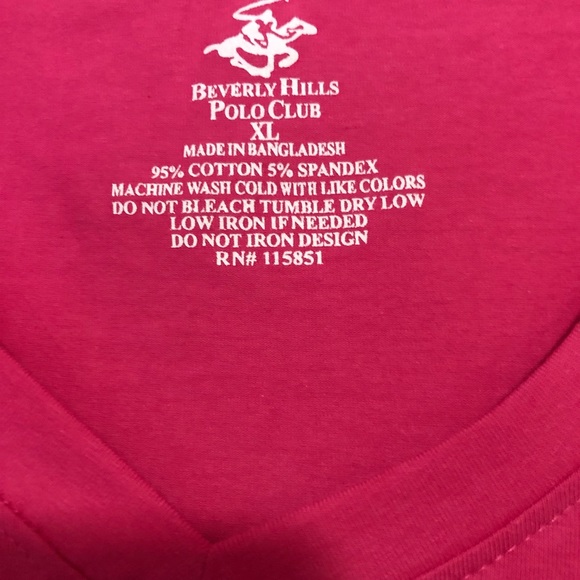 BEVERLY HILLS
POLO CLUB
XL
MADE IN BANGLADESH
95% COTTON 5% SPANDEX
MACHINE WASH COLD WITH LIKE COLORS
DO NOT BLEACH TUMBLE DRY LOW
LOW IRON IF NEEDED
DO NOT IRON DESIGN
RN# 115851